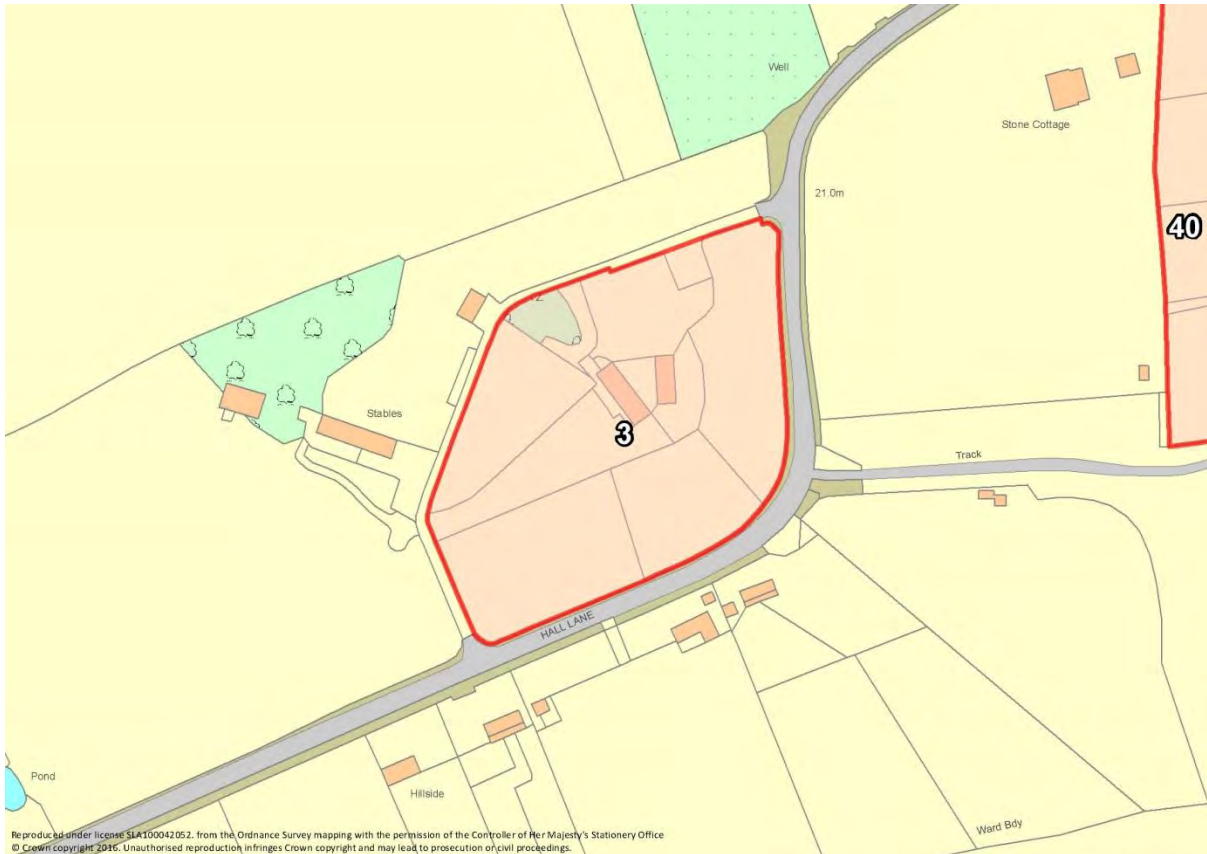 Well
Stone Cottage
21.0m
40
Stables
3
Track
HALL LANE
Pond
Hillside
Ward Bdy
Reproduced under license SLA100042052. from the Ordnance Survey mapping with the permission of the Controller of Her Majesty's Stationery Office
© Crown copyright 2016. Unauthorised reproduction infringes Crown copyright and may lead to prosecution or civil proceedings.